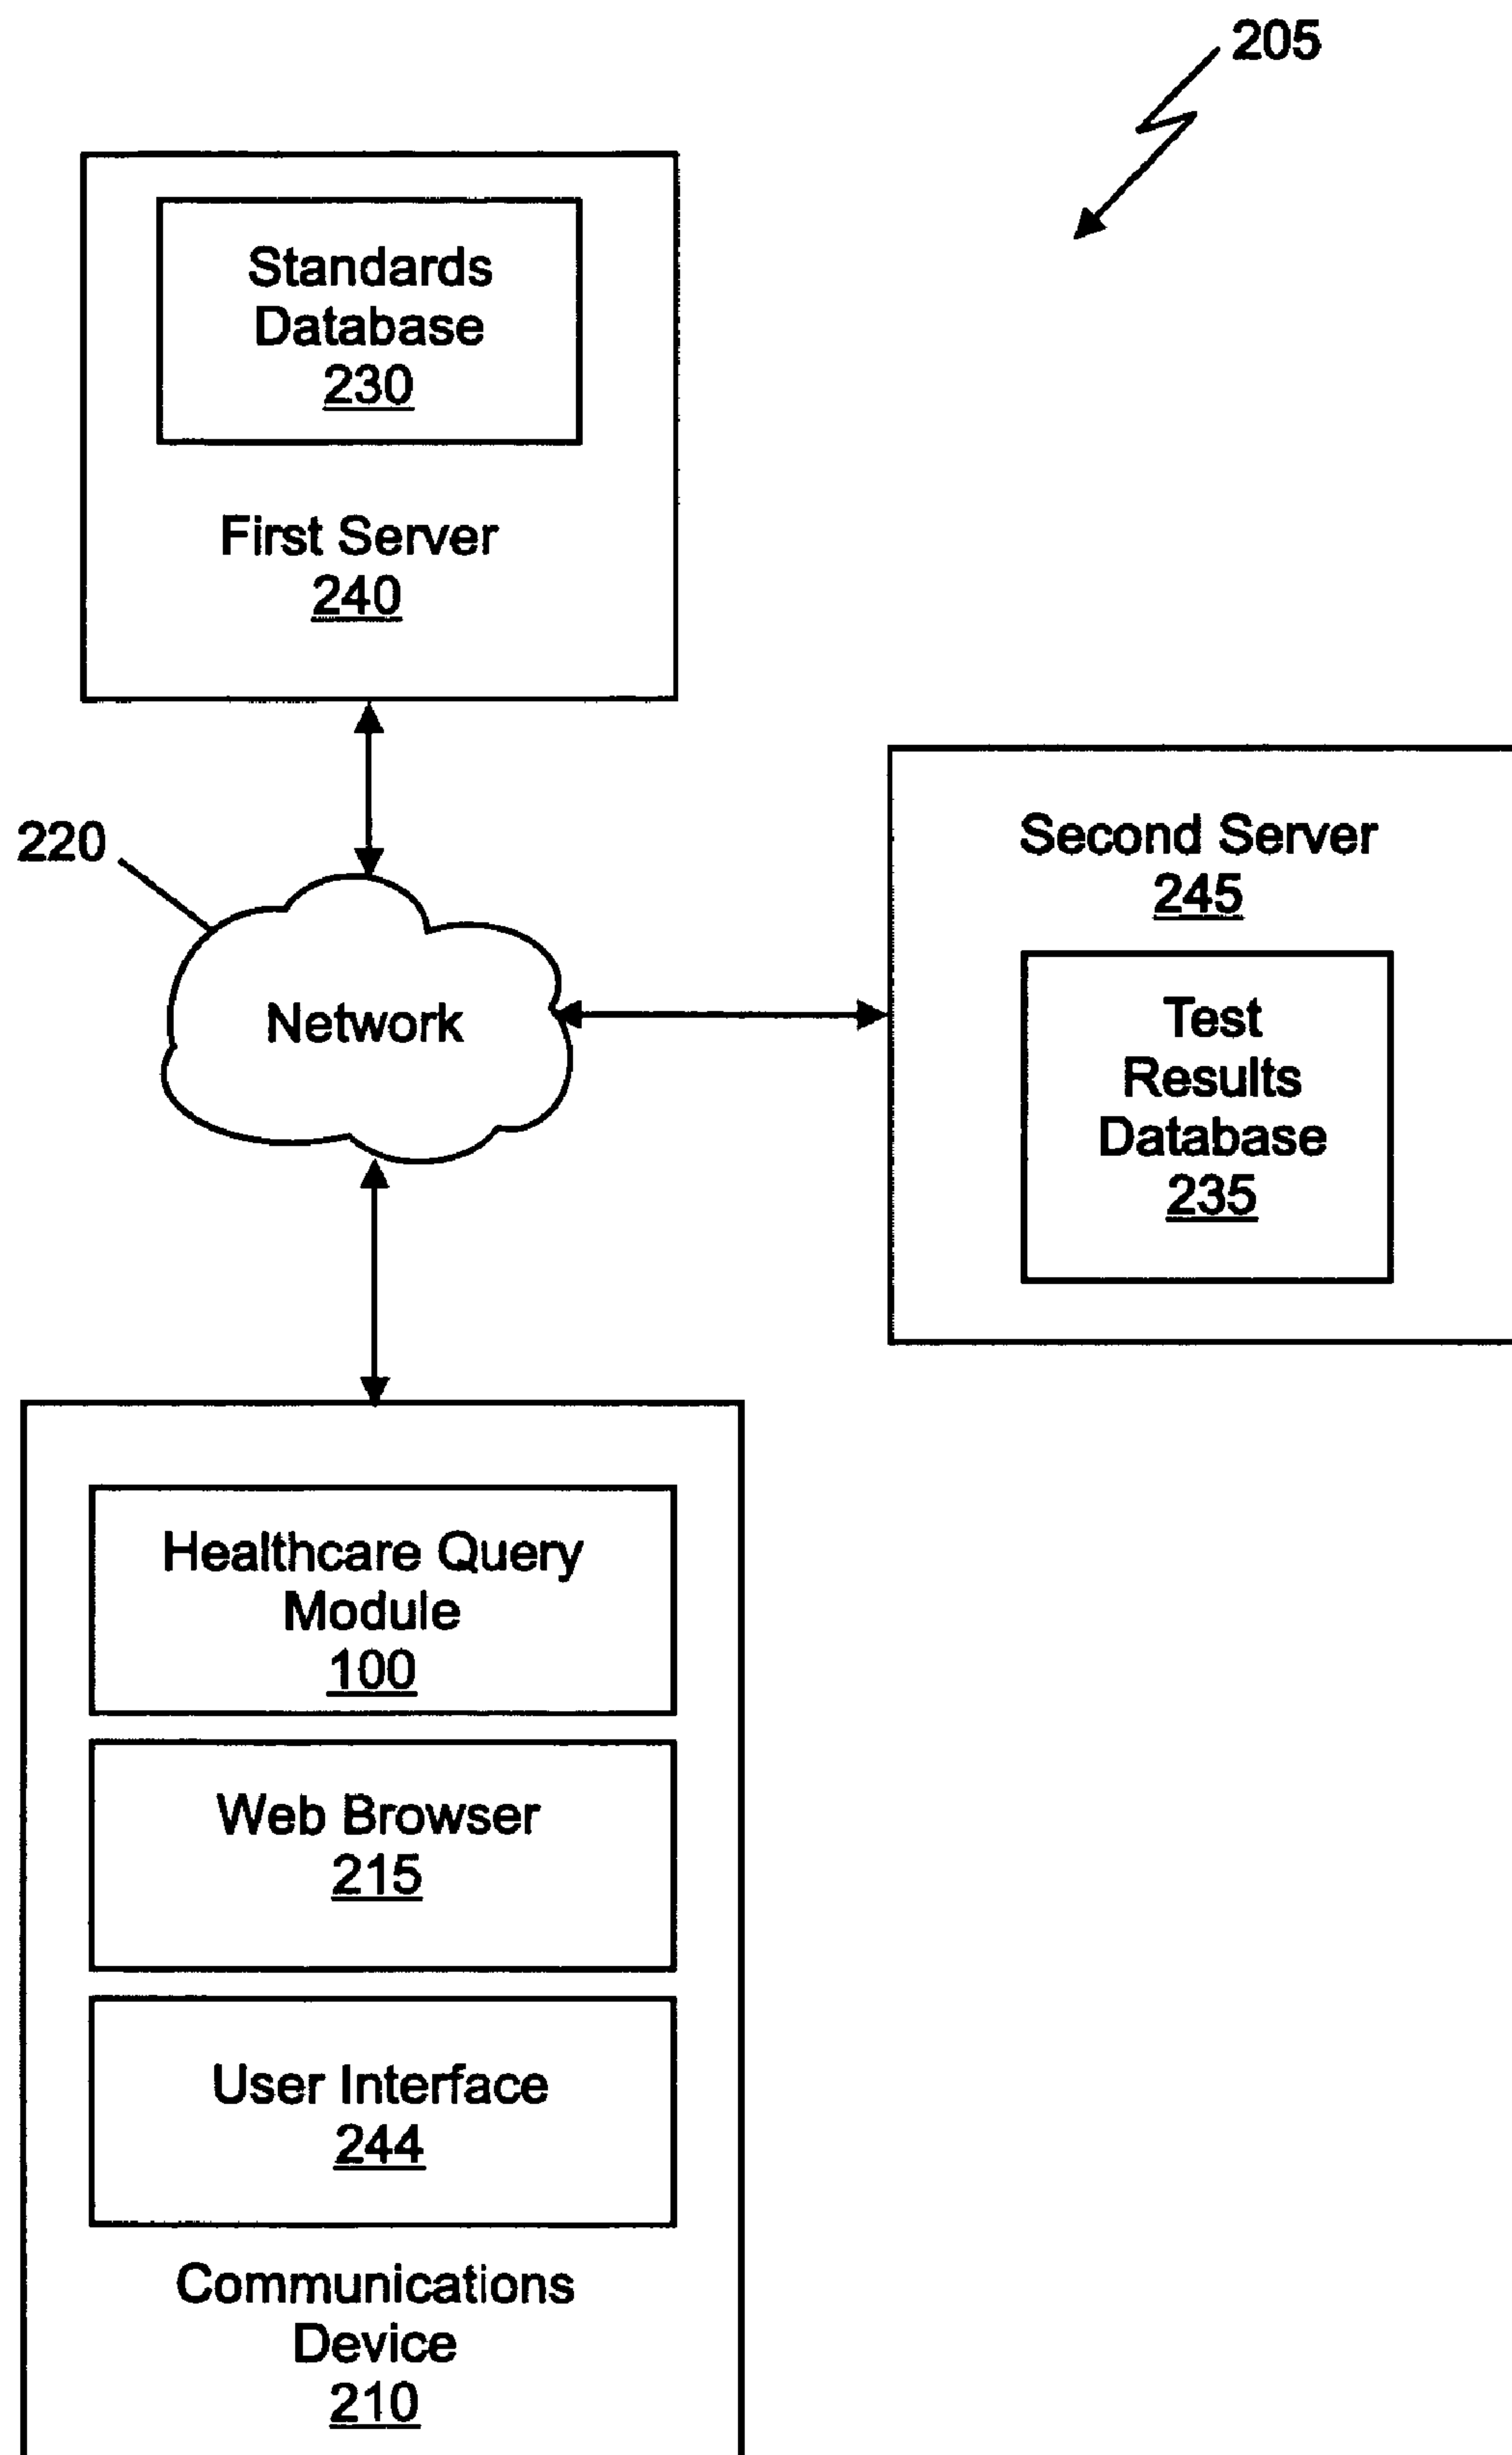 205
Standards
Database
230
First Server
240
220
Network
Second Server
245
Test
Results
Database
235
Healthcare Query
Module
100
Web Browser
215
User Interface
244
Communications
Device
210